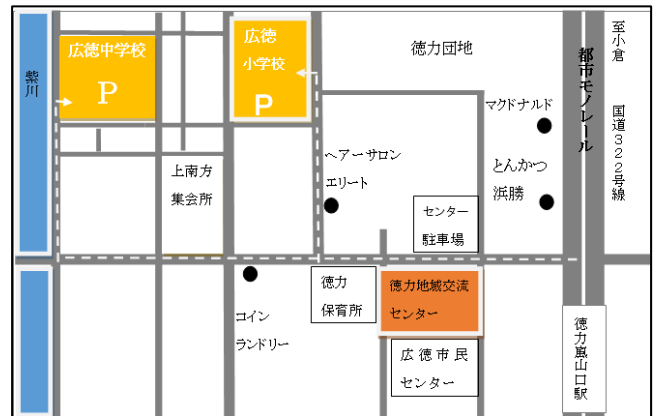 紫川
広徳中学校
P
広徳
小学校
P
徳力団地
都市モノレール
至小倉　国道322号線
マクドナルド
とんかつ
浜勝
ヘアーサロン
エリート
上南方
集会所
センター
駐車場
徳力
保育所
徳力地域交流
センター
コイン
ランドリー
広徳市民
センター
徳力嵐山口駅